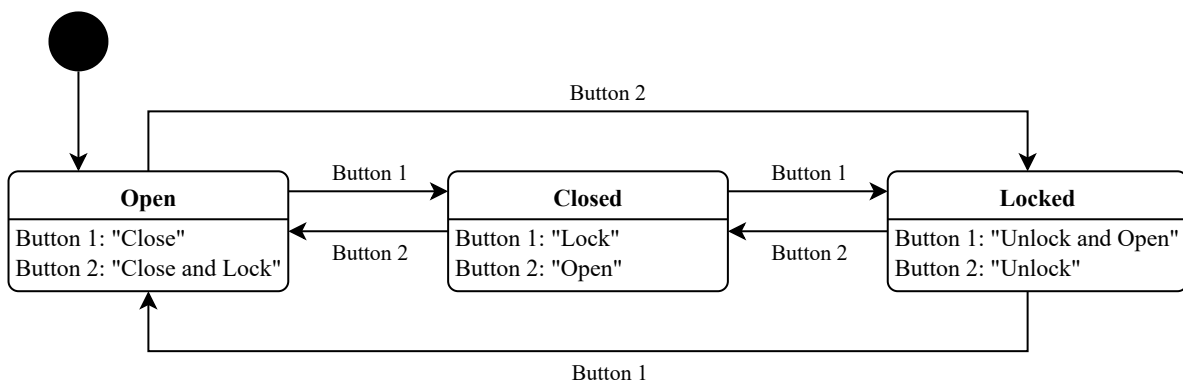 Button 2
Button 1
Button 1
Open
Button 1: "Close"
Button 2: "Close and Lock"
Button 2
Closed
Button 1: "Lock"
Button 2: "Open"
Button 2
Locked
Button 1: "Unlock and Open"
Button 2: "Unlock"
Button 1